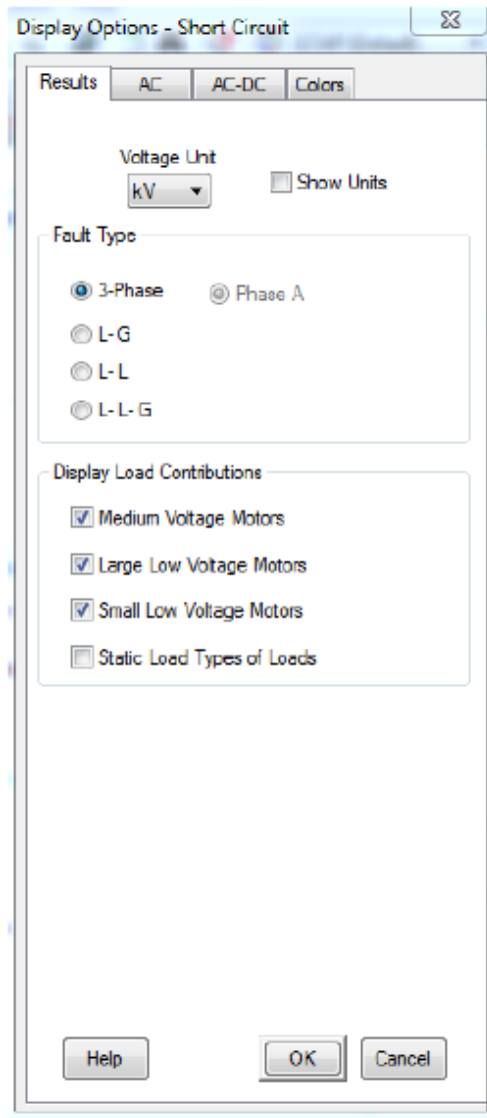 Display Options - Short Circuit
Results AC AC-DC Colors
Voltage Unit
kV Show Units
Fault Type
3-Phase Phase A
L-G
L-L
L-L-G
Display Load Contributions
Medium Voltage Motors
Large Low Voltage Motors
Small Low Voltage Motors
Static Load Types of Loads
Help OK Cancel